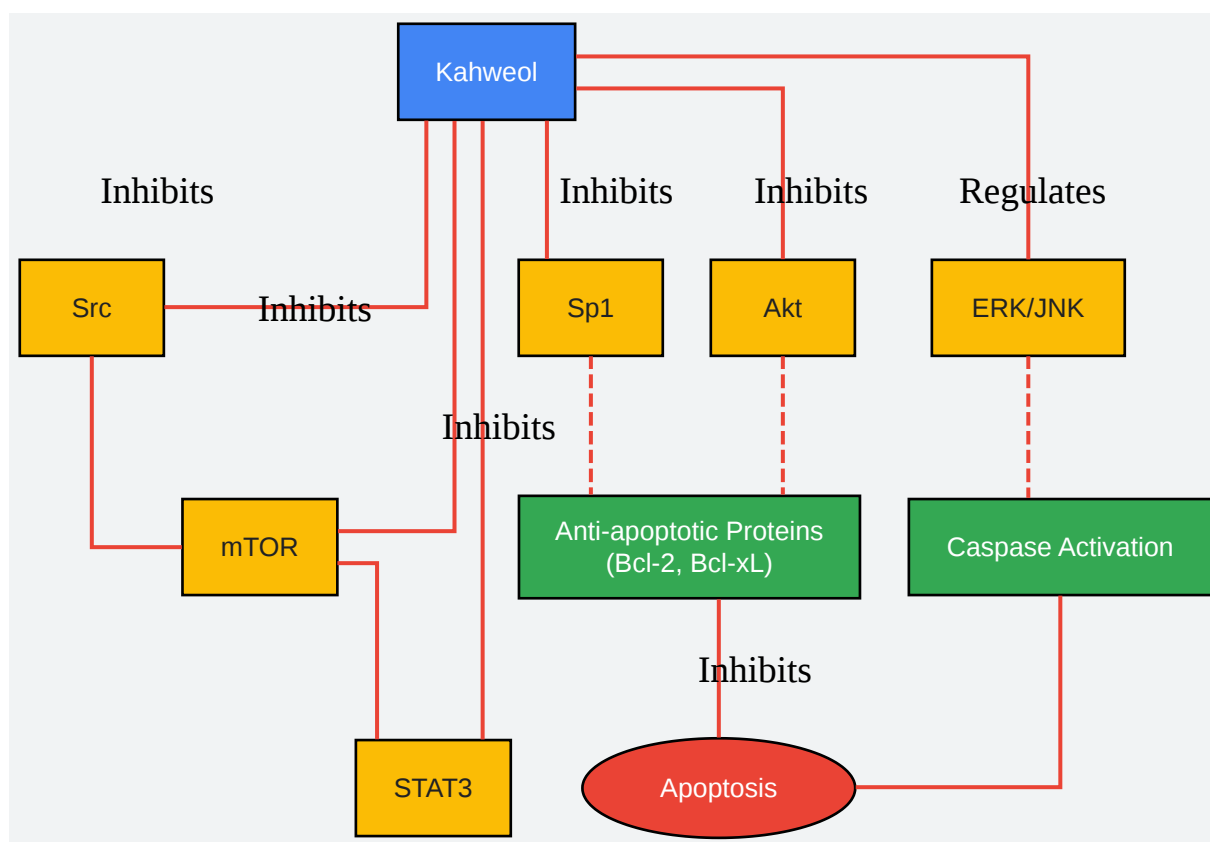 Kahweol
Inhibits
Inhibits
Inhibits
Regulates
Src
Inhibits
Sp1
Akt
ERK/JNK
Inhibits
mTOR
Anti-apoptotic Proteins
(Bcl-2, Bcl-xL)
Caspase Activation
Inhibits
STAT3
Apoptosis